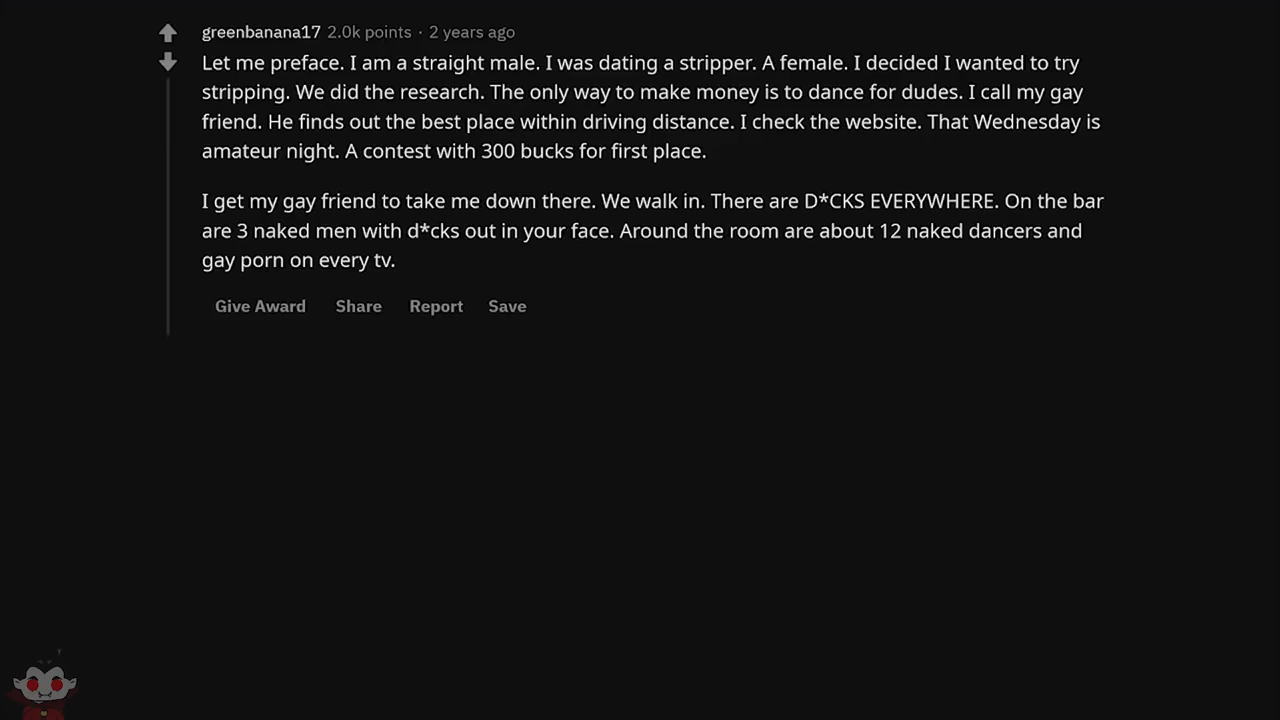 greenbanana17 2.0k points · 2 years ago
Let me preface. I am a straight male. I was dating a stripper. A female. I decided I wanted to try
stripping. We did the research. The only way to make money is to dance for dudes. I call my gay
friend. He finds out the best place within driving distance. I check the website. That Wednesday is
amateur night. A contest with 300 bucks for first place.
I get my gay friend to take me down there. We walk in. There are D*CKS EVERYWHERE. On the bar
are 3 naked men with d*cks out in your face. Around the room are about 12 naked dancers and
gay porn on every tv.
Give Award Share Report Save